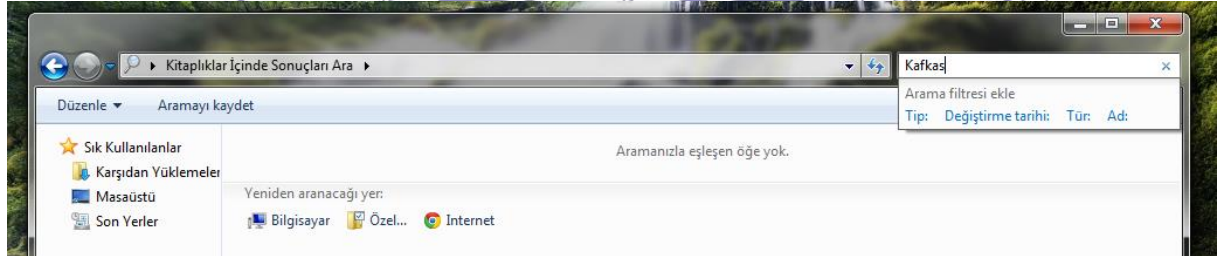 Kitaplıklar İçinde Sonuçları Ara
Kafkas
Düzenle
Aramayı kaydet
Arama filtresi ekle
Tip: Değiştirme tarihi: Tür: Ad:
Sık Kullanılanlar
Karşıdan Yüklemeler
Masaüstü
Son Yerler
Aramanızla eşleşen öğe yok.
Yeniden aranacağı yer:
Bilgisayar Özel... Internet